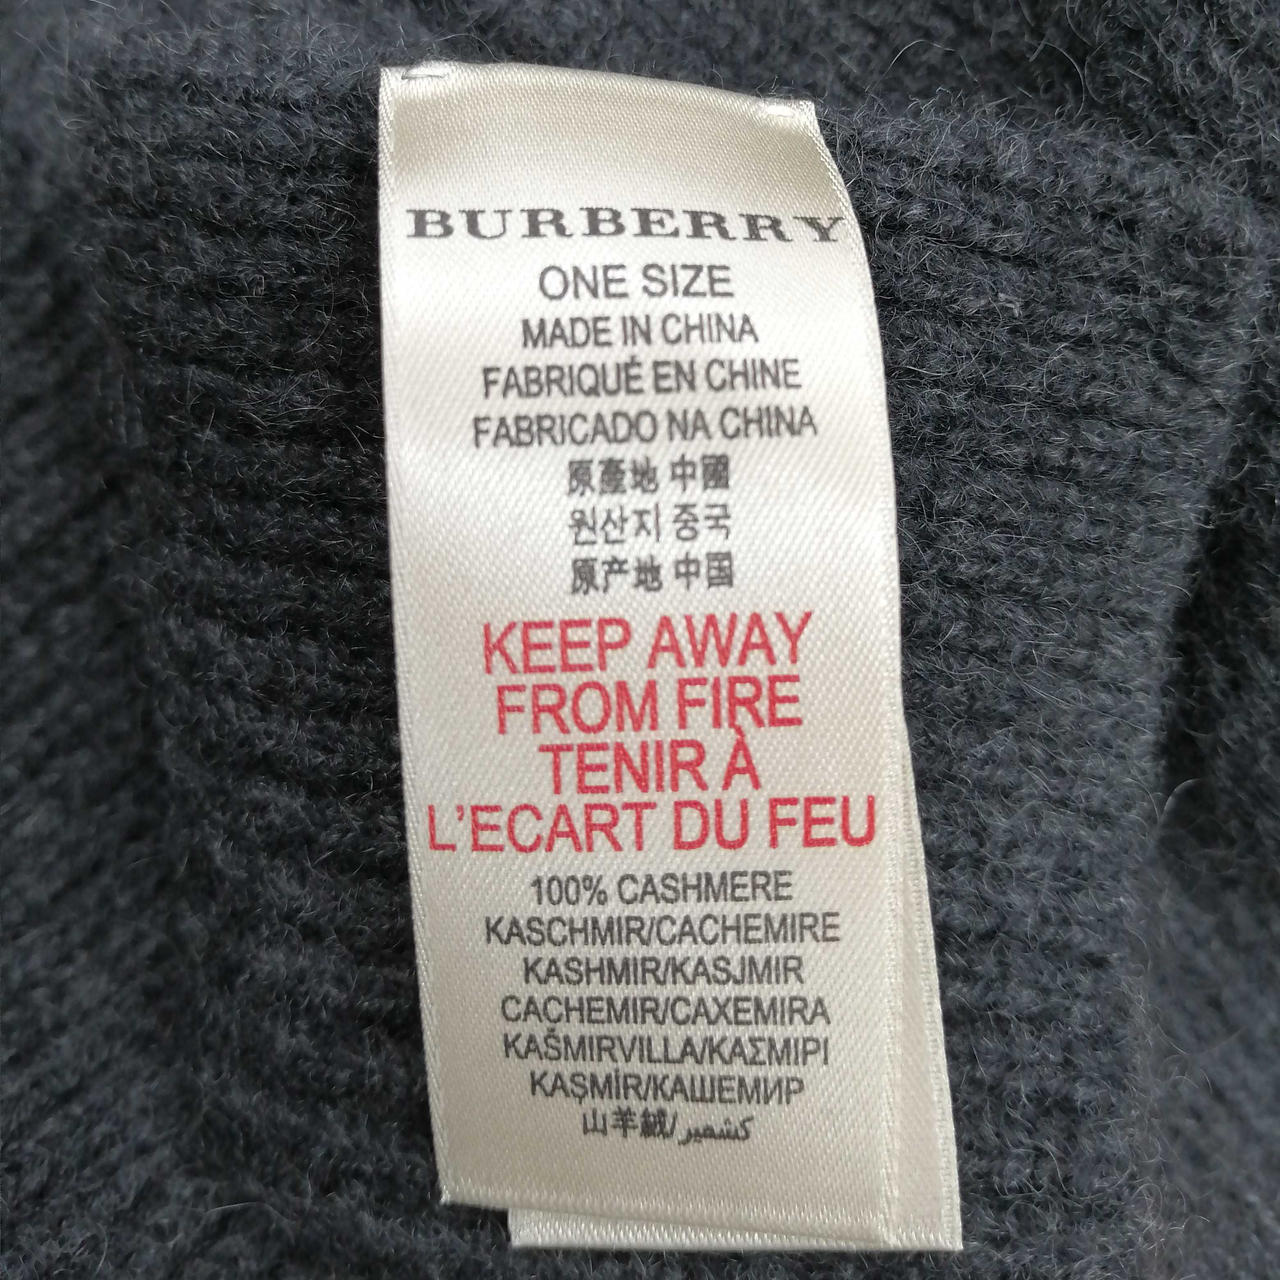 BURBERRY
ONE SIZE
MADE IN CHINA
FABRIQUÉ EN CHINE
FABRICADO NA CHINA
原產地 中國
원산지 중국
原产地 中国
KEEP AWAY
FROM FIRE
TENIR À
L'ECART DU FEU
100% CASHMERE
KASCHMIR/CACHEMIRE
KASHMIR/KASJMIR
CACHEMIR/CAXEMIRA
KAŠMIRVILLA/ΚΑΣΜΙΡΙ
KAŞMİR/КАШЕМИР
山羊絨/كشمير